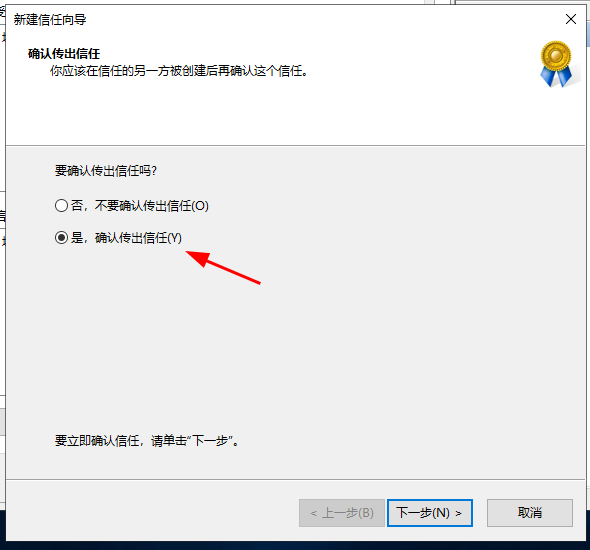 新建信任向导
确认传出信任
你应该在信任的另一方被创建后再确认这个信任。
要确认传出信任吗?
否，不要确认传出信任(O)
是，确认传出信任(Y)
要立即确认信任，请单击“下一步”。
< 上一步(B)
下一步(N) >
取消